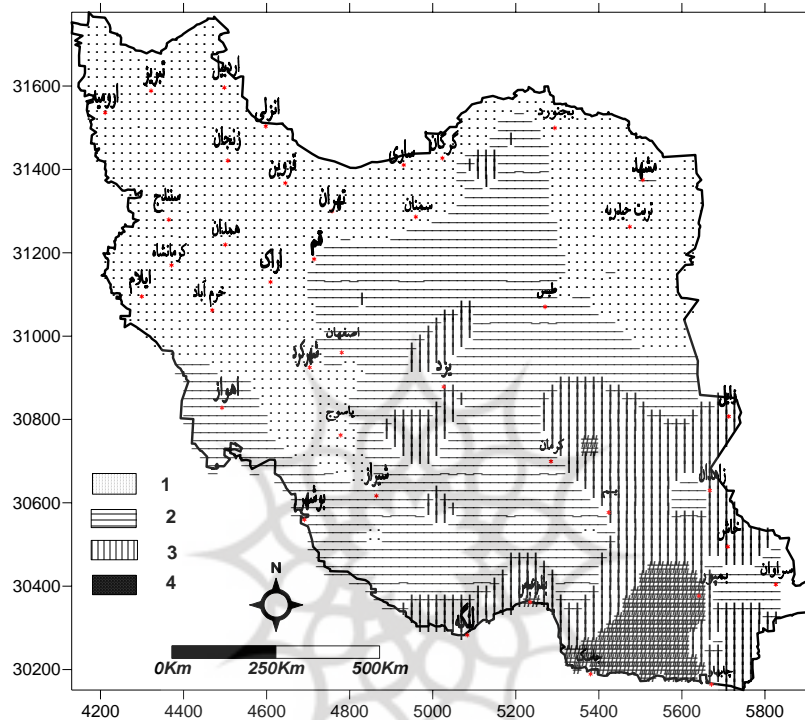 31600
31400
31200
31000
30800
30600
30400
30200
4200 4400 4600 4800 5000 5200 5400 5600 5800
اردبیل
تبریز
ارومیه
انزلی
بجنورد
زنجان
گرگان
ساری
مشهد
قزوین
تهران
سنندج
سمنان
تربت حیدریه
همدان
قم
کرمانشاه
اراک
ایلام
خرم آباد
طبس
اصفهان
شهرکرد
یزد
اهواز
زابل
یاسوج
کرمان
شیراز
زاهدان
بوشهر
بم
خاش
سراوان
بمپور
بندرعباس
لنگه
جاسک
چابهار
1
2
3
4
N
0Km 250Km 500Km